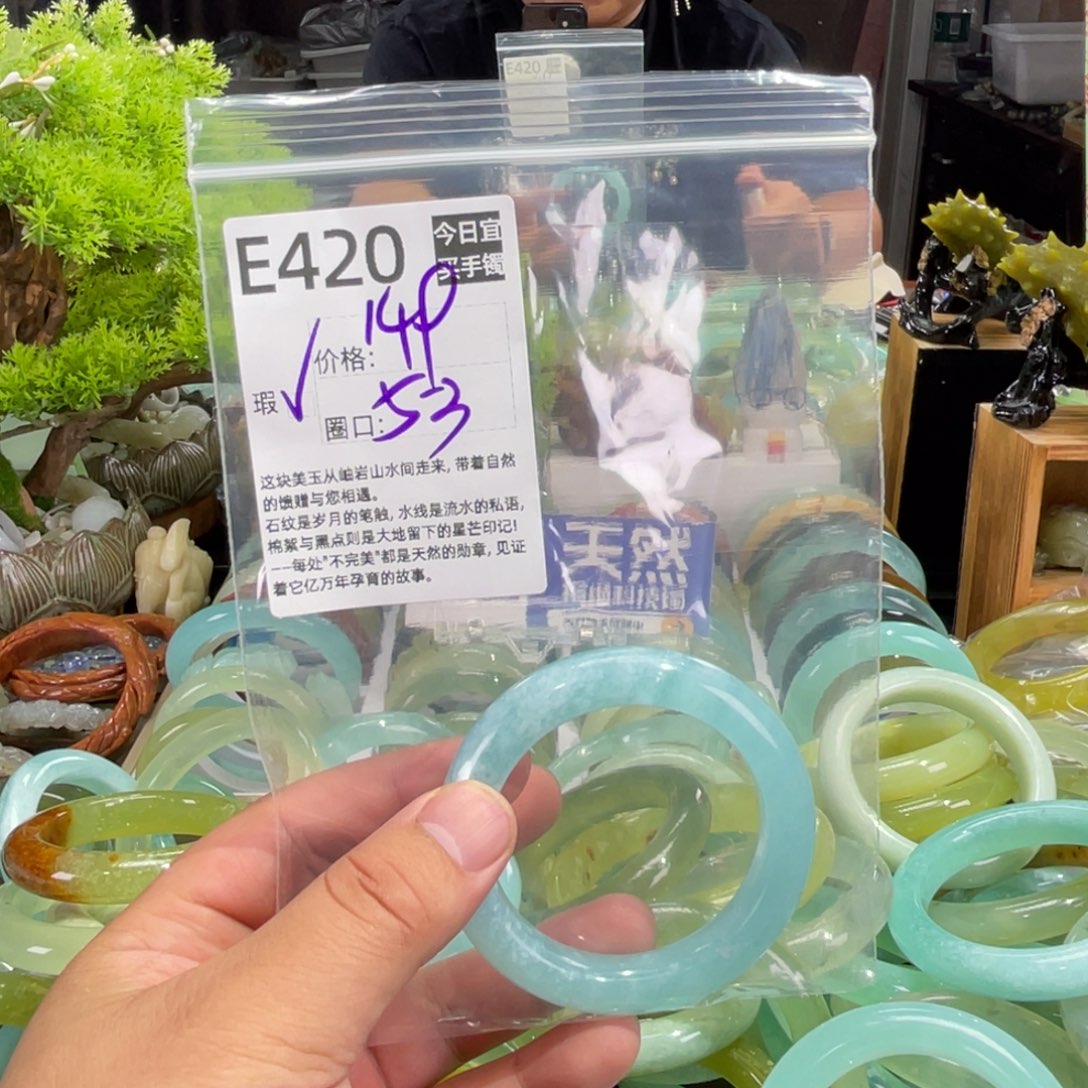 E420 旺
E420
今日宜
买手镯
价格: 149
瑕 ✓
圈口: 53
这块美玉从岫岩山水间走来, 带着自然
的馈赠与您相遇。
石纹是岁月的笔触, 水线是流水的私语,
棉絮与黑点则是大地留下的星芒印记!
——每处"不完美"都是天然的勋章, 见证
着它亿万年孕育的故事。
天然